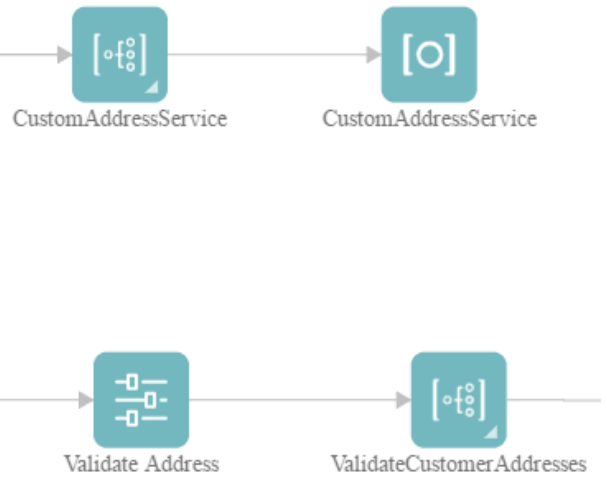 CustomAddressService
CustomAddressService
Validate Address
ValidateCustomerAddresses